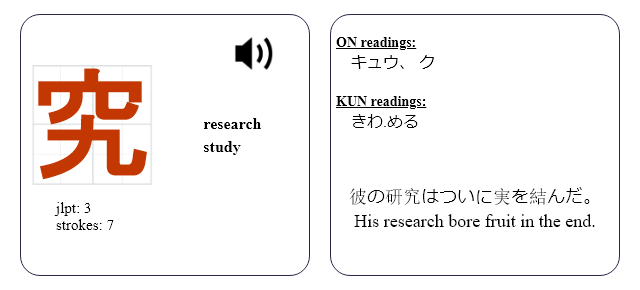 究
research
study
jlpt: 3
strokes: 7
ON readings:
キュウ、 ク
KUN readings:
きわ.める
彼の研究はついに実を結んだ。
His research bore fruit in the end.